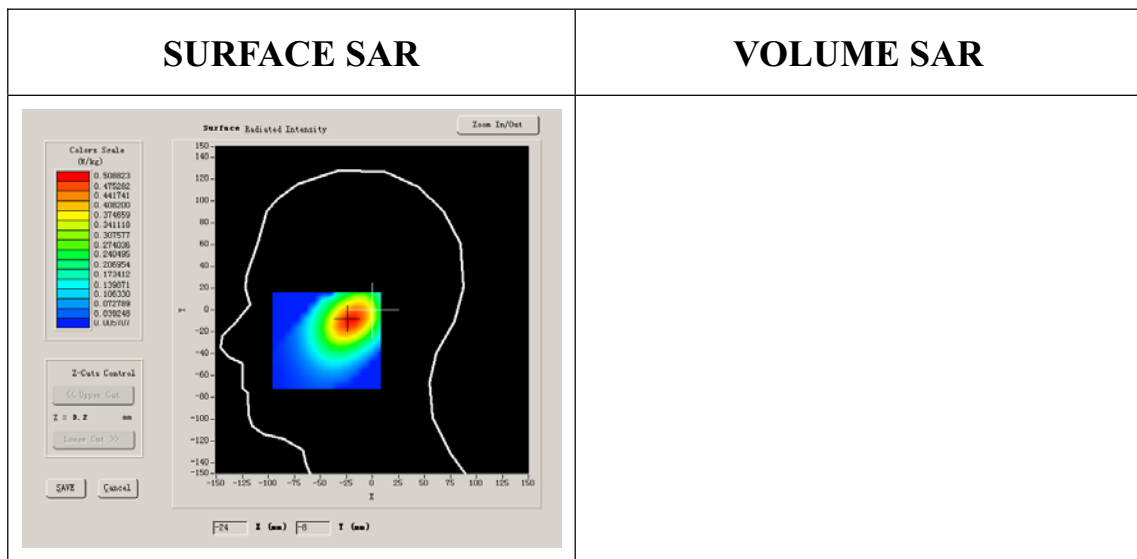 SURFACE SAR
VOLUME SAR
Surface Radiated Intensity
Zoom In/Out
Colors Scale
(W/kg)
0.508823
0.475282
0.441741
0.408200
0.374659
0.341118
0.307577
0.274036
0.240495
0.206954
0.173412
0.139871
0.106330
0.072789
0.039248
0.005707
150
140
120
100
80
60
40
20
0
-20
-40
-60
-80
-100
-120
-140
-150
Y
-150 -125 -100 -75 -50 -25 0 25 50 75 100 125 150
X
Z-Cuts Control
<< Upper Cut
Z = 0.2 mm
Lower Cut >>
SAVE
Cancel
-24 X (mm) -8 Y (mm)